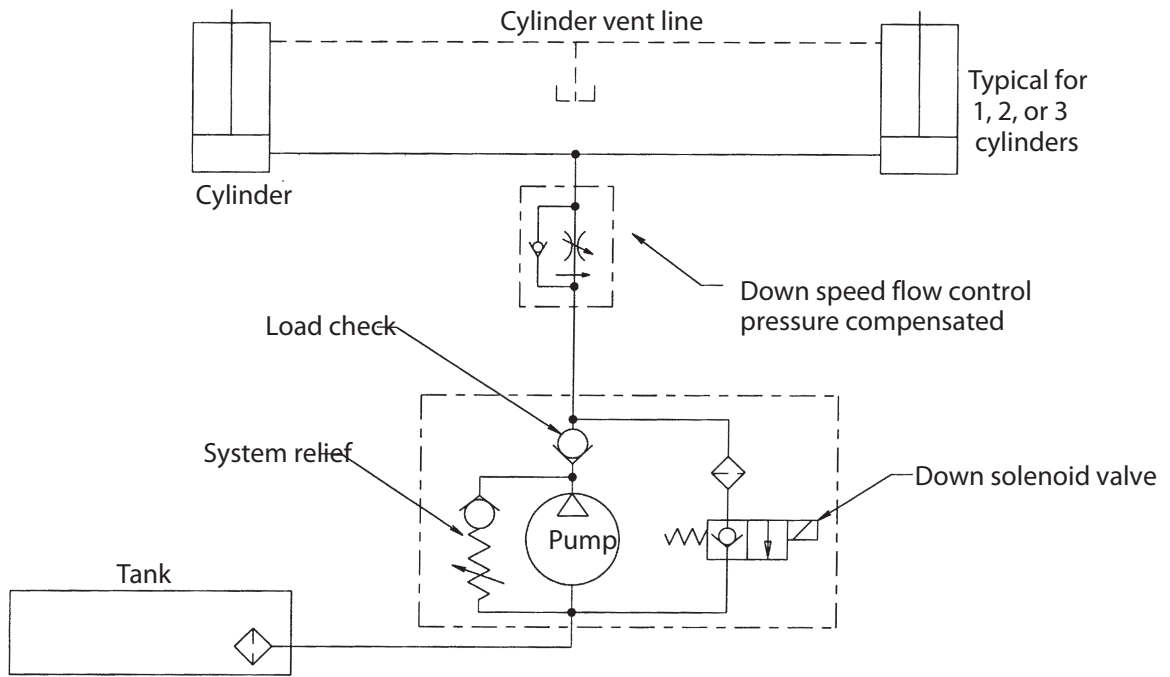 Cylinder vent line
Typical for
1, 2, or 3
cylinders
Cylinder
Down speed flow control
pressure compensated
Load check
System relief
Down solenoid valve
Pump
Tank